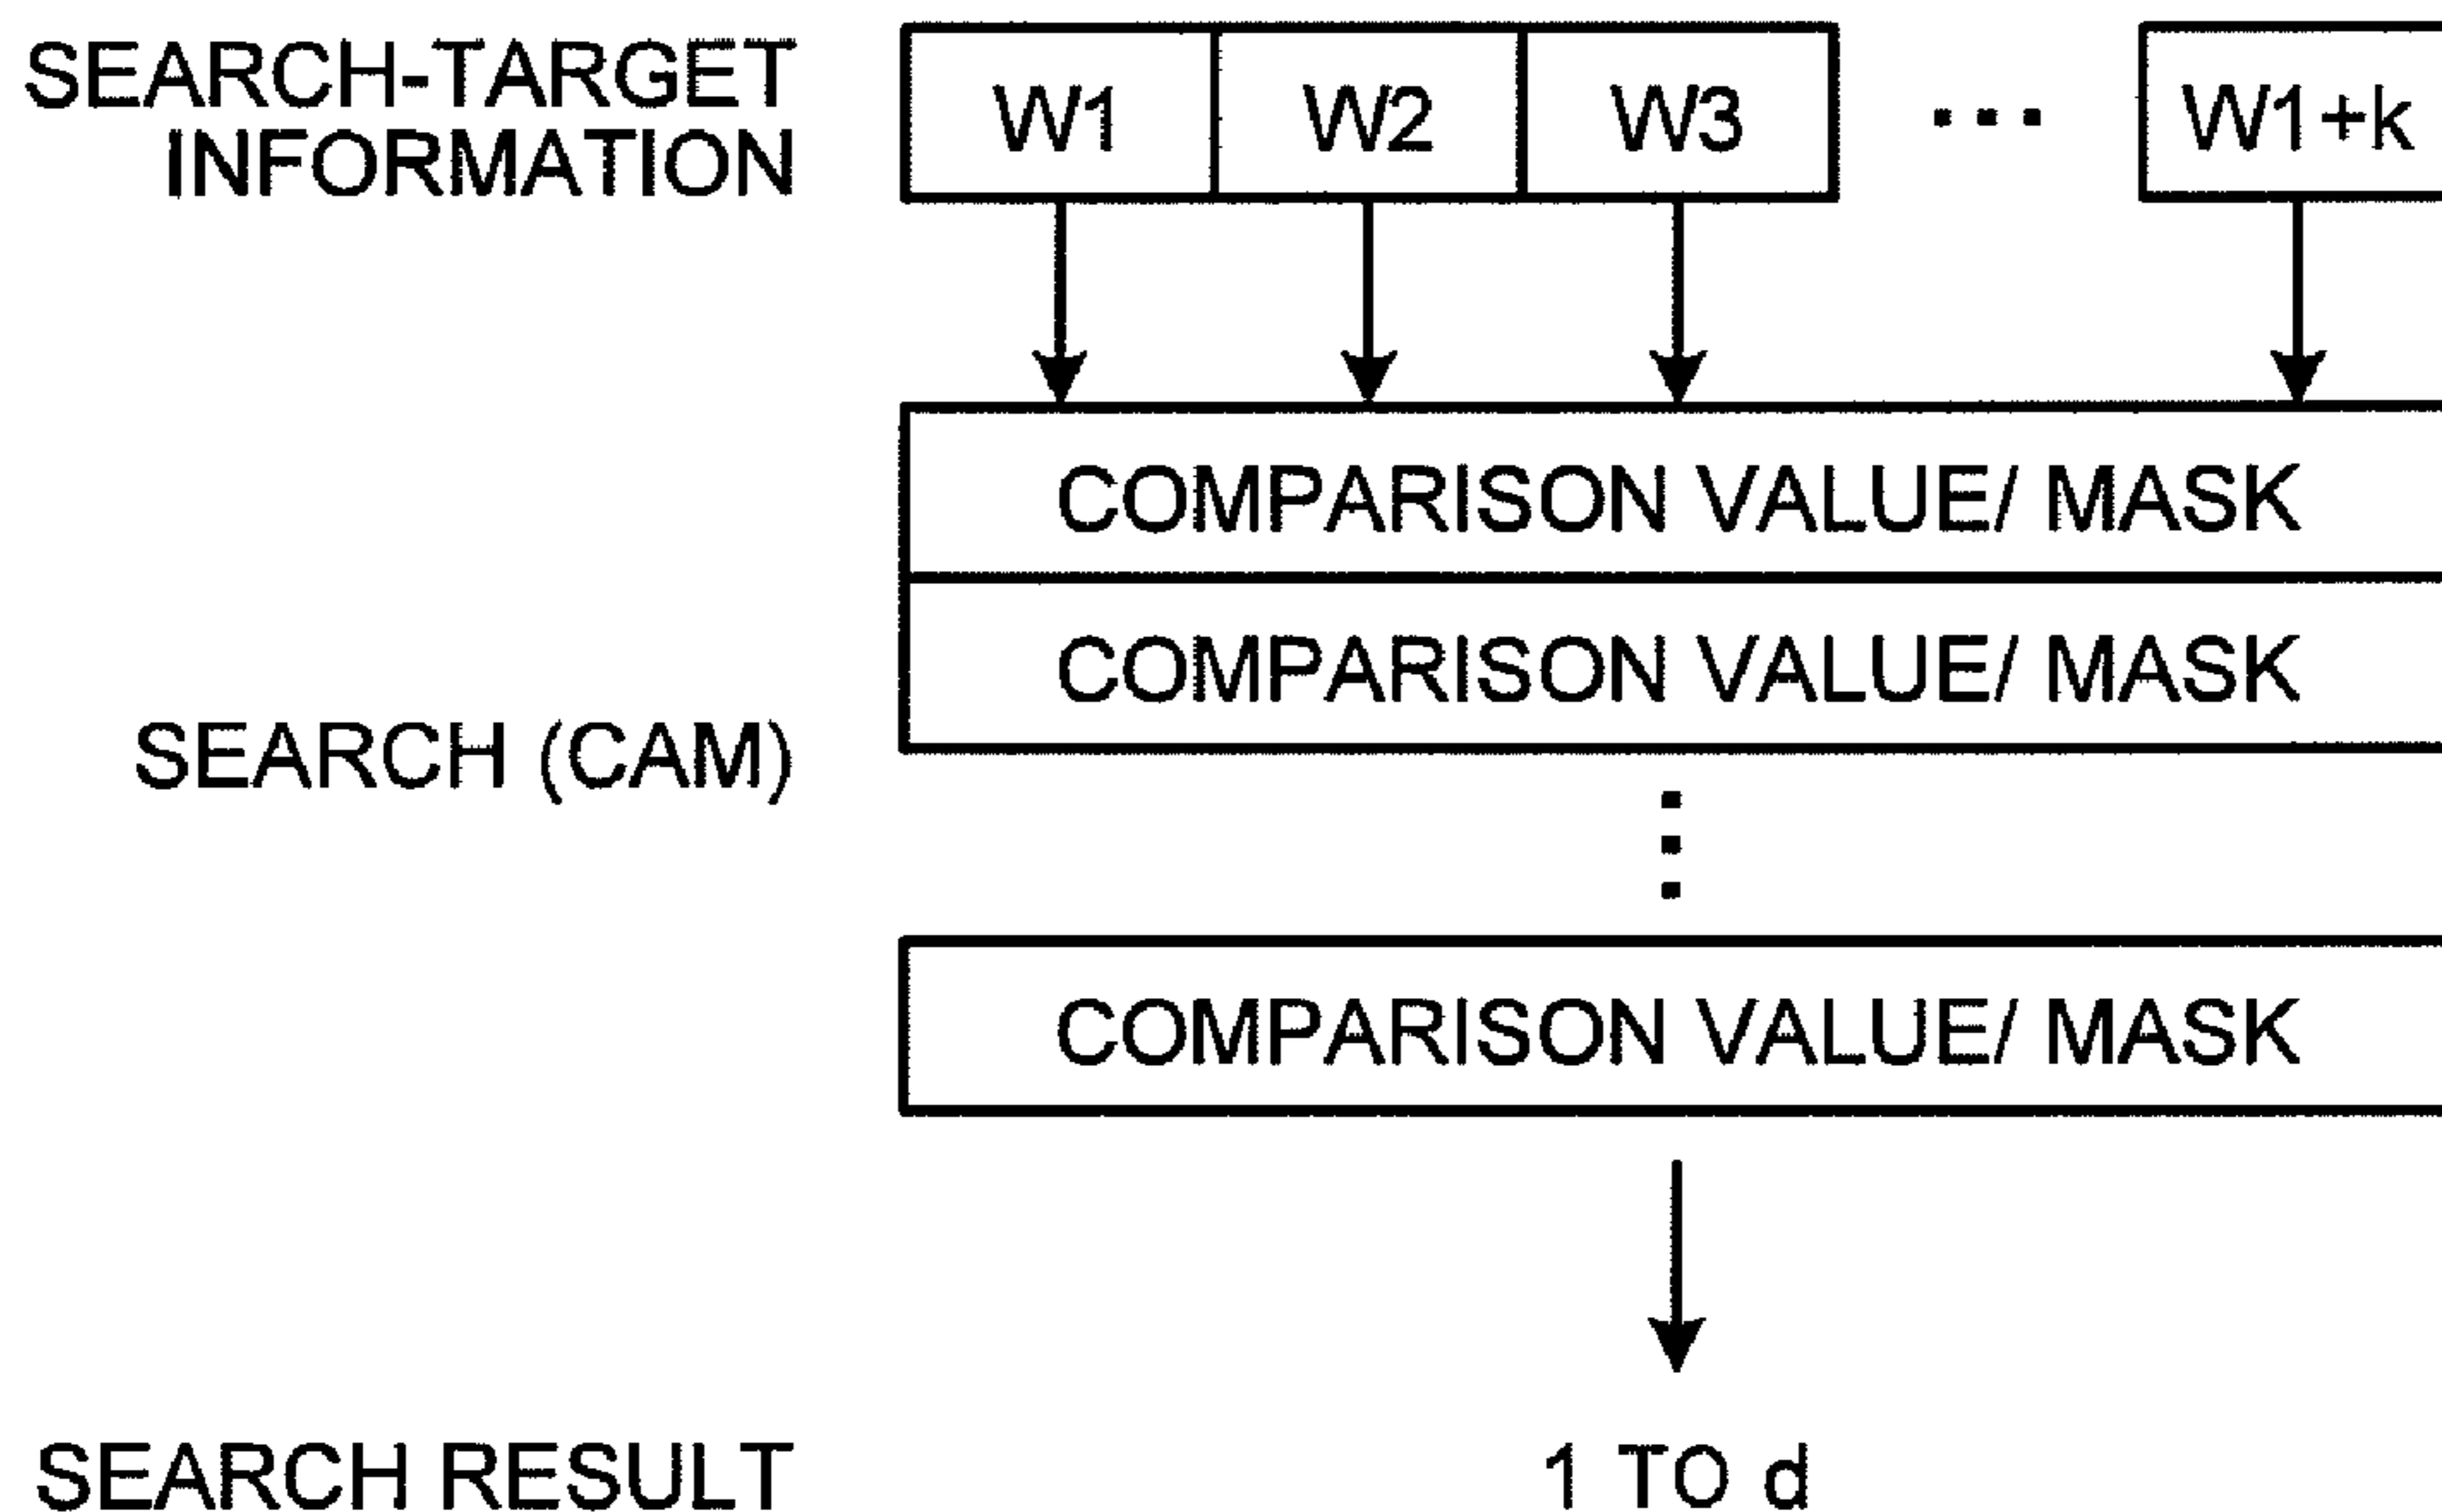 SEARCH-TARGET
INFORMATION
W1 W2 W3 ... W1+k
COMPARISON VALUE/ MASK
COMPARISON VALUE/ MASK
SEARCH (CAM)
COMPARISON VALUE/ MASK
SEARCH RESULT 1 TO d